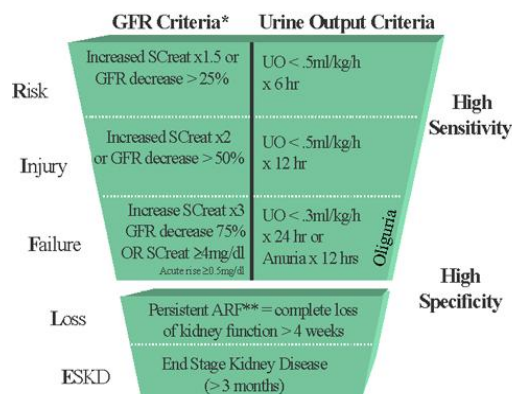 GFR Criteria* Urine Output Criteria
Risk
Increased SCreat x1.5 or
GFR decrease > 25%
UO < .5ml/kg/h
x 6 hr
High
Sensitivity
Injury
Increased SCreat x2
or GFR decrease > 50%
UO < .5ml/kg/h
x 12 hr
Failure
Increase SCreat x3
GFR decrease 75%
OR SCreat ≥4mg/dl
Acute rise ≥0.5mg/dl
UO < .3ml/kg/h
x 24 hr or
Anuria x 12 hrs
Oliguria
High
Specificity
Loss
Persistent ARF** = complete loss
of kidney function > 4 weeks
ESKD
End Stage Kidney Disease
(> 3 months)